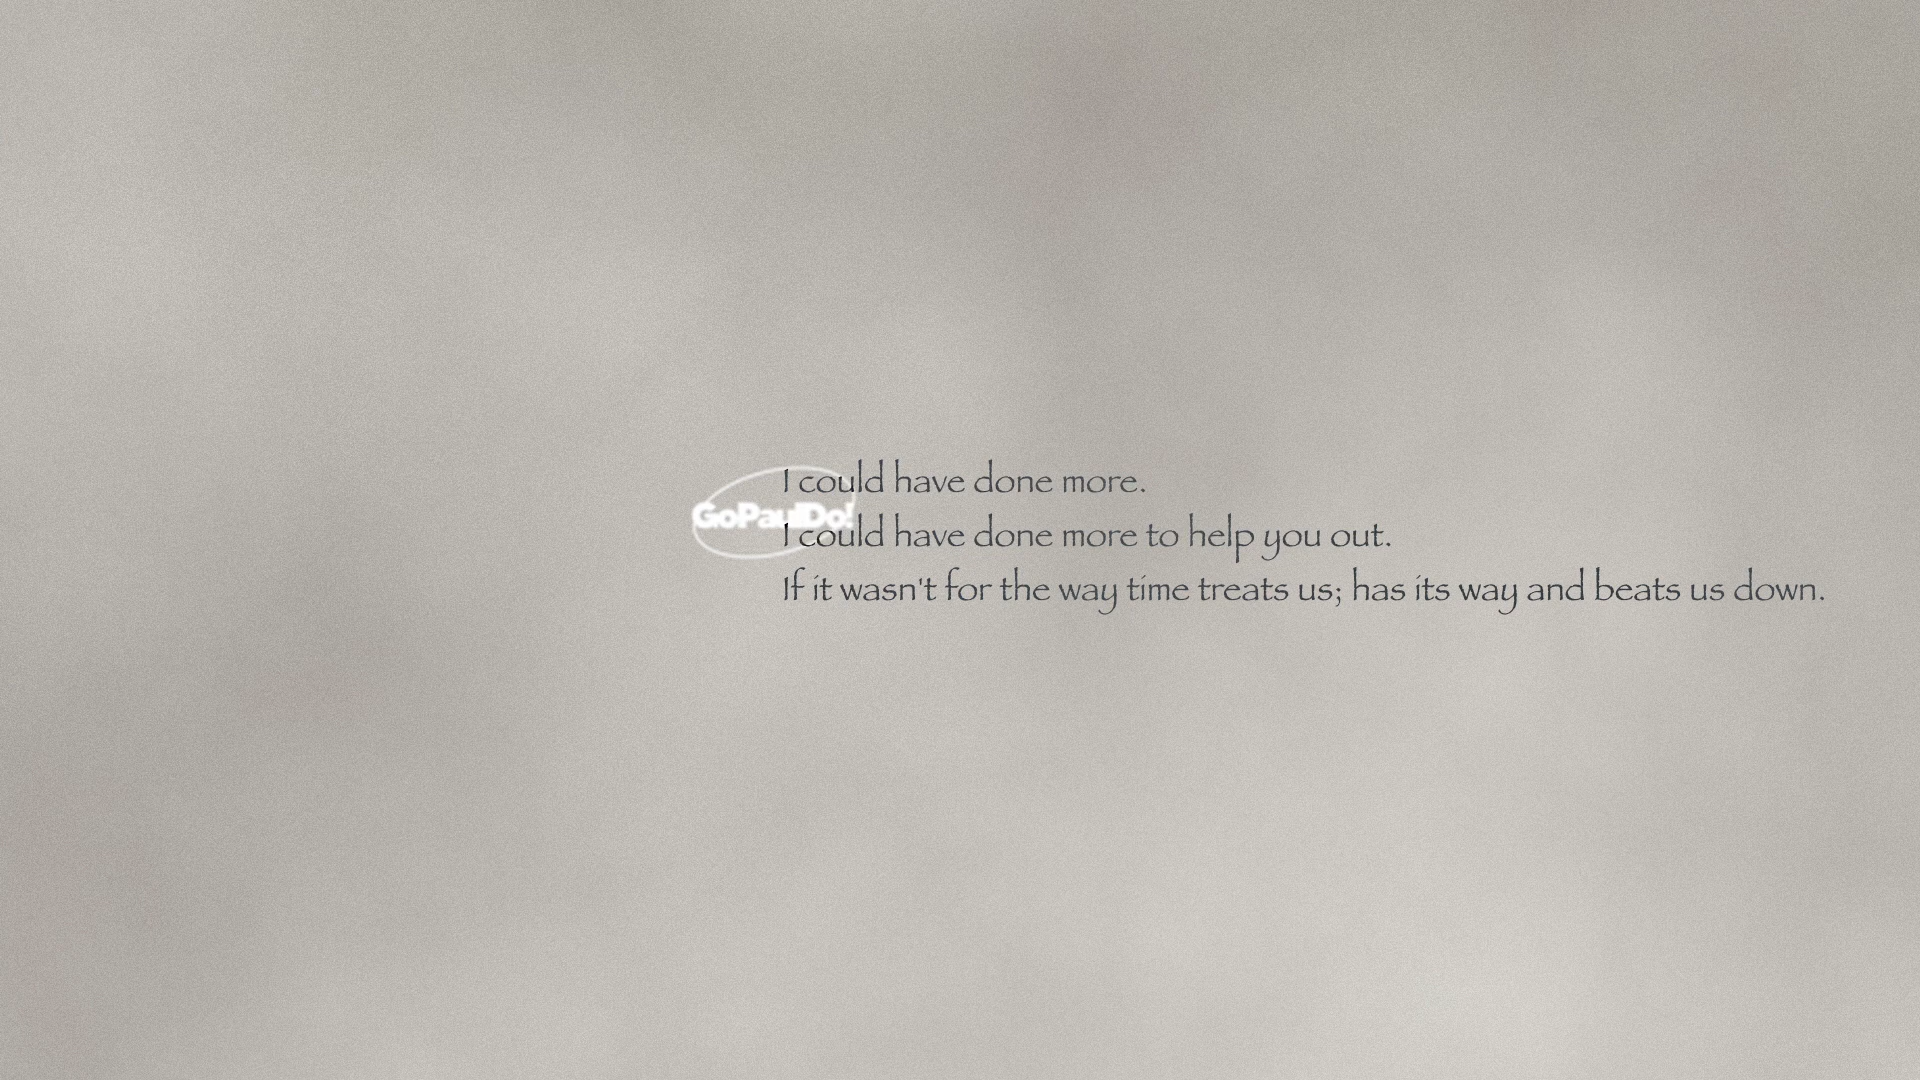 I could have done more.
GoPaulDo!
I could have done more to help you out.
If it wasn't for the way time treats us; has its way and beats us down.